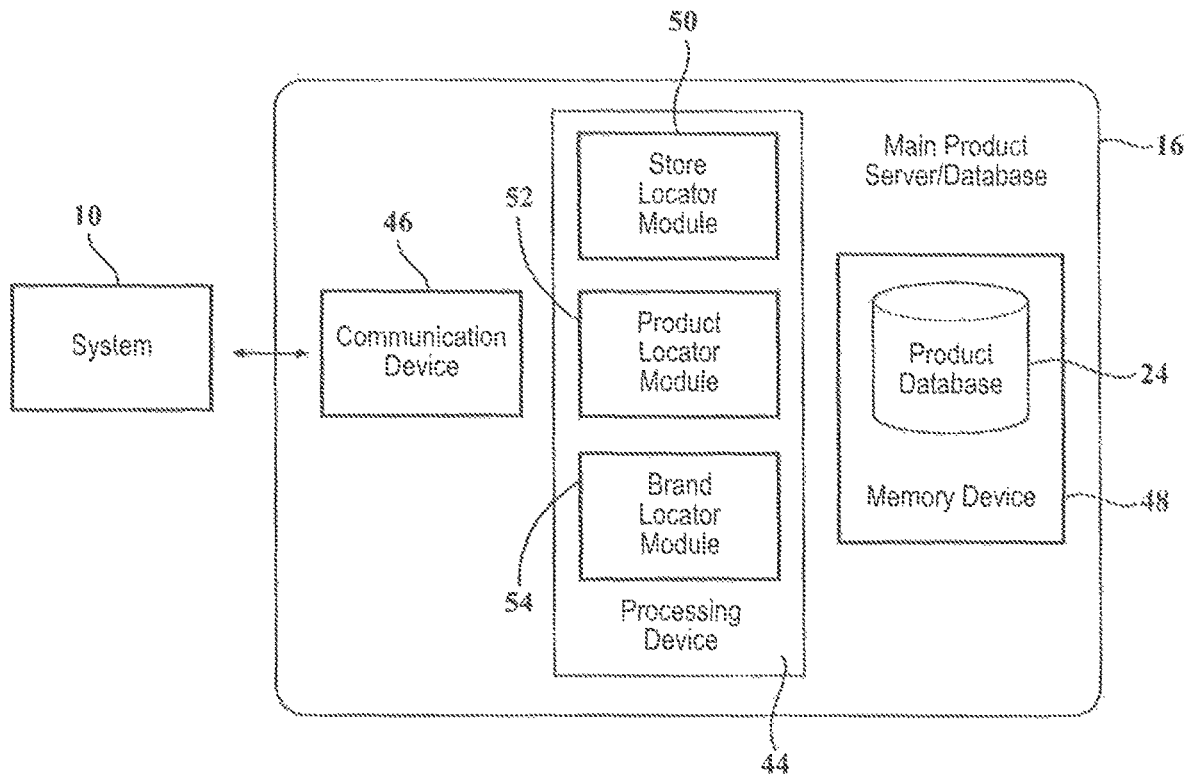 50
Main Product
Server/Database
16
Store
Locator
Module
10
46
52
System
Communication
Device
Product
Locator
Module
Product
Database
24
Brand
Locator
Module
Memory Device
48
54
Processing
Device
44